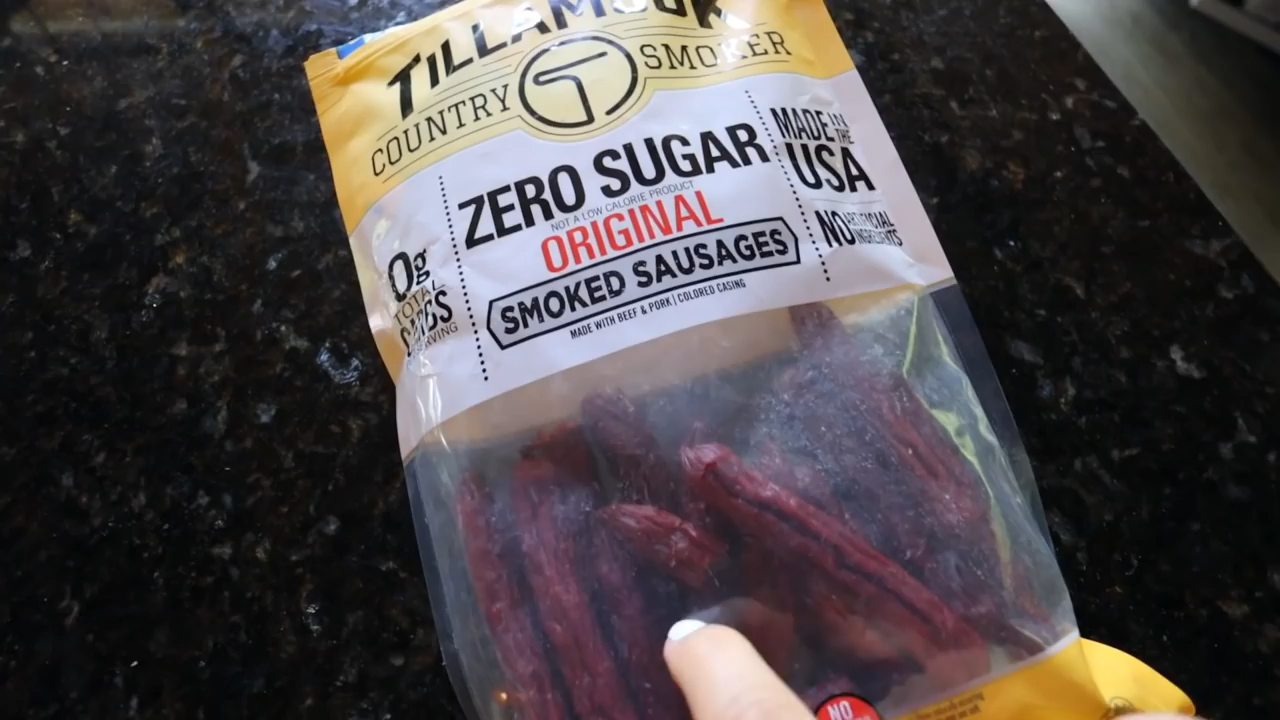 TILLAMOOK
COUNTRY SMOKER
ZERO SUGAR
NOT A LOW CALORIE PRODUCT
ORIGINAL
SMOKED SAUSAGES
MADE WITH BEEF & PORK | COLORED CASING
0g
TOTAL
CARBS
MADE IN THE
USA
NO ARTIFICIAL
INGREDIENTS
NO